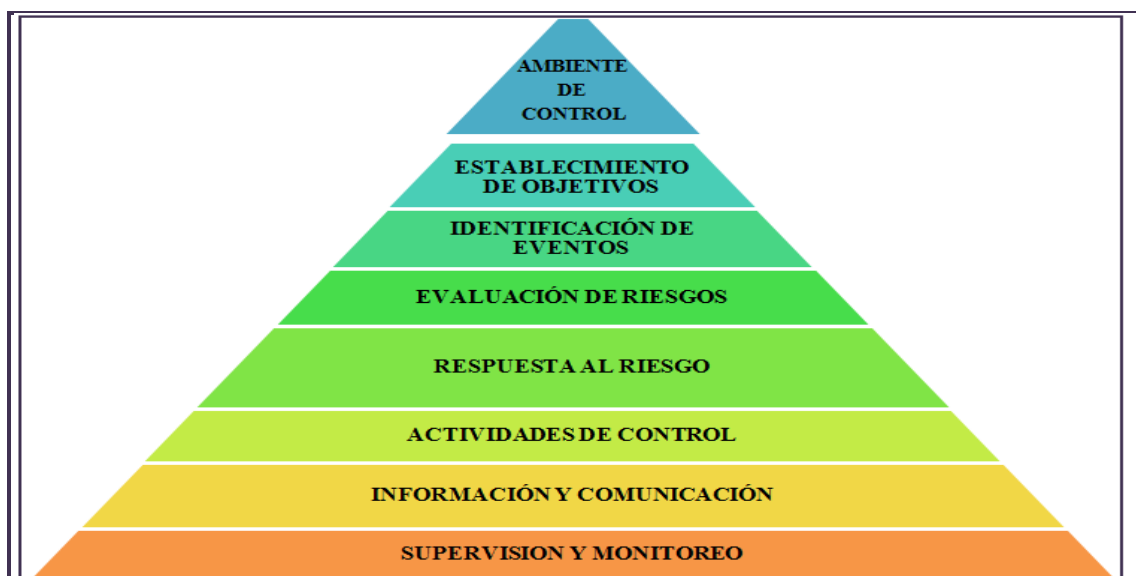 AMBIENTE
DE
CONTROL
ESTABLECIMIENTO
DE OBJETIVOS
IDENTIFICACIÓN DE
EVENTOS
EVALUACIÓN DE RIESGOS
RESPUESTA AL RIESGO
ACTIVIDADES DE CONTROL
INFORMACIÓN Y COMUNICACIÓN
SUPERVISION Y MONITOREO